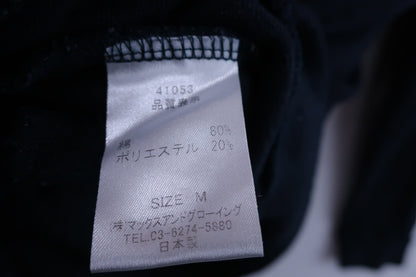 41053
品質表示
綿 80%
ポリエステル 20%
SIZE M
㈱マックスアンドグローイング
TEL.03-6274-5880
日本製